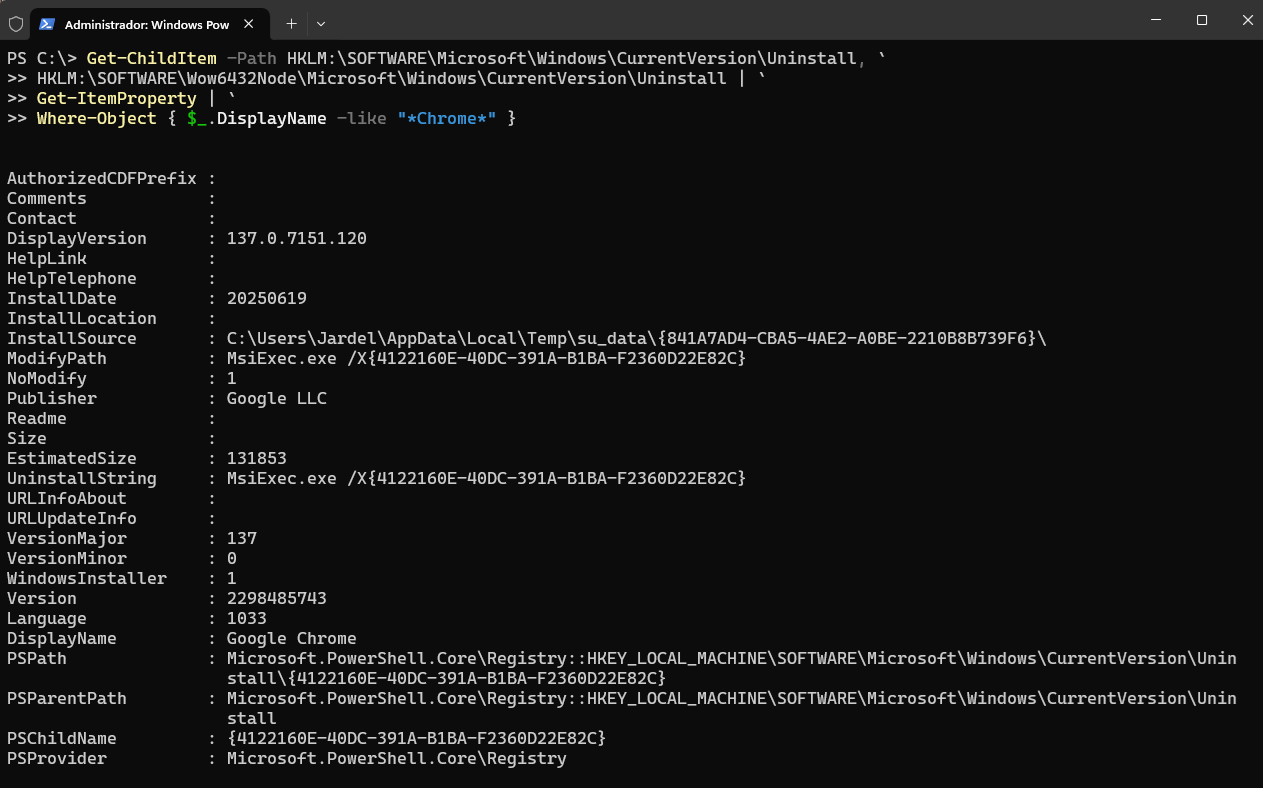 Administrador: Windows Pow
PS C:\> Get-ChildItem -Path HKLM:\SOFTWARE\Microsoft\Windows\CurrentVersion\Uninstall, `
>> HKLM:\SOFTWARE\Wow6432Node\Microsoft\Windows\CurrentVersion\Uninstall | `
>> Get-ItemProperty | `
>> Where-Object { $_.DisplayName -like "*Chrome*" }
AuthorizedCDFPrefix :
Comments            :
Contact             :
DisplayVersion      : 137.0.7151.120
HelpLink            :
HelpTelephone       :
InstallDate         : 20250619
InstallLocation     :
InstallSource       : C:\Users\Jardel\AppData\Local\Temp\su_data\{841A7AD4-CBA5-4AE2-A0BE-2210B8B739F6}\
ModifyPath          : MsiExec.exe /X{4122160E-40DC-391A-B1BA-F2360D22E82C}
NoModify            : 1
Publisher           : Google LLC
Readme              :
Size                :
EstimatedSize       : 131853
UninstallString     : MsiExec.exe /X{4122160E-40DC-391A-B1BA-F2360D22E82C}
URLInfoAbout        :
URLUpdateInfo       :
VersionMajor        : 137
VersionMinor        : 0
WindowsInstaller    : 1
Version             : 2298485743
Language            : 1033
DisplayName         : Google Chrome
PSPath              : Microsoft.PowerShell.Core\Registry::HKEY_LOCAL_MACHINE\SOFTWARE\Microsoft\Windows\CurrentVersion\Unin
                      stall\{4122160E-40DC-391A-B1BA-F2360D22E82C}
PSParentPath        : Microsoft.PowerShell.Core\Registry::HKEY_LOCAL_MACHINE\SOFTWARE\Microsoft\Windows\CurrentVersion\Unin
                      stall
PSChildName         : {4122160E-40DC-391A-B1BA-F2360D22E82C}
PSProvider          : Microsoft.PowerShell.Core\Registry